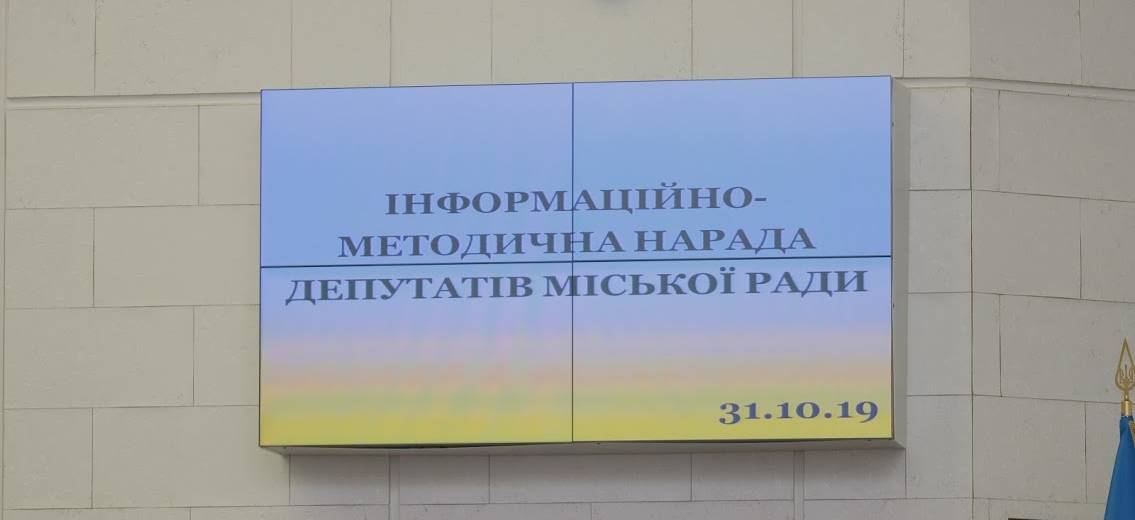 ІНФОРМАЦІЙНО-
МЕТОДИЧНА НАРАДА
ДЕПУТАТІВ МІСЬКОЇ РАДИ
31.10.19